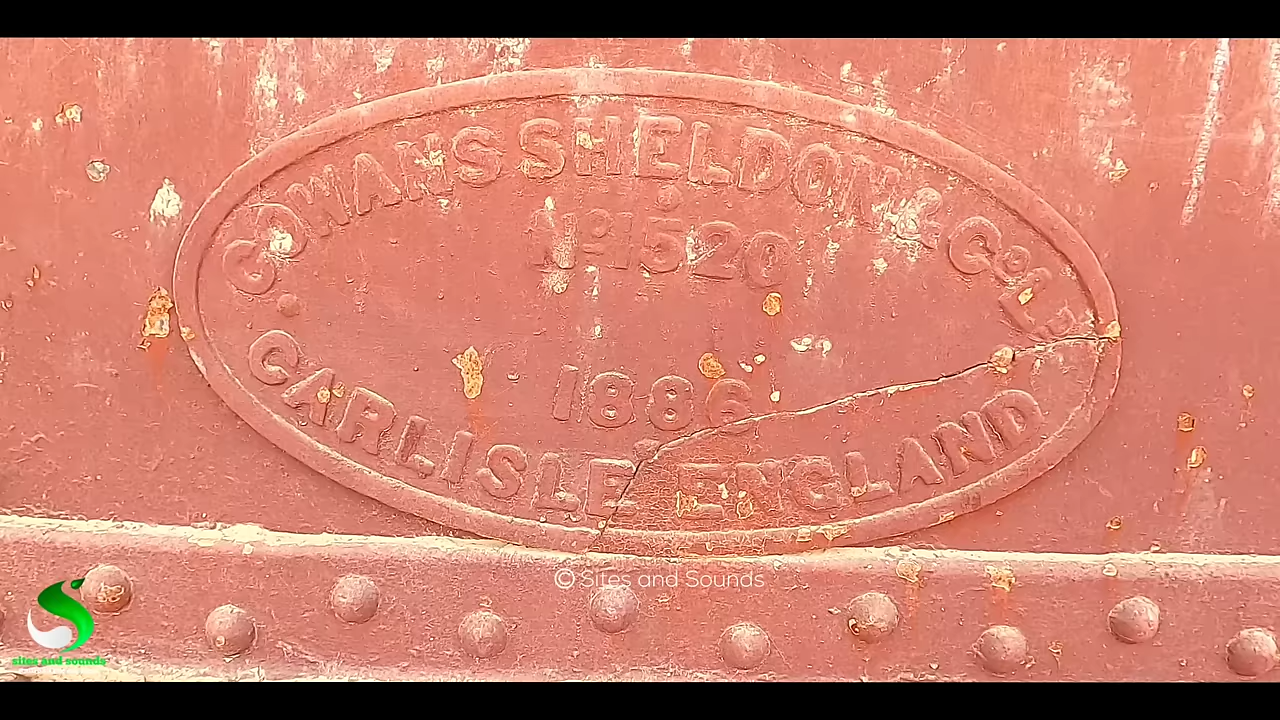 COWANS SHELDON & Co LD
No 1520
1886
CARLISLE ENGLAND
© Sites and Sounds
sites and sounds